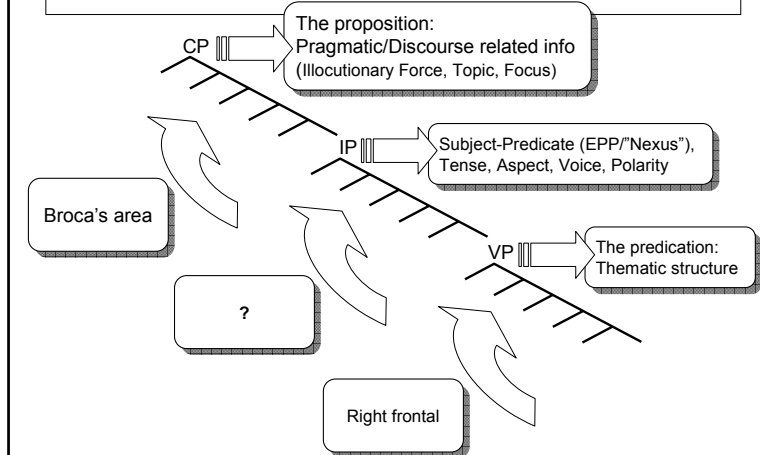 The proposition:
CP
Pragmatic/Discourse related info
(Illocutionary Force, Topic, Focus)
IP
Subject-Predicate (EPP/”Nexus”),
Tense, Aspect, Voice, Polarity
Broca’s area
VP
The predication:
Thematic structure
?
Right frontal